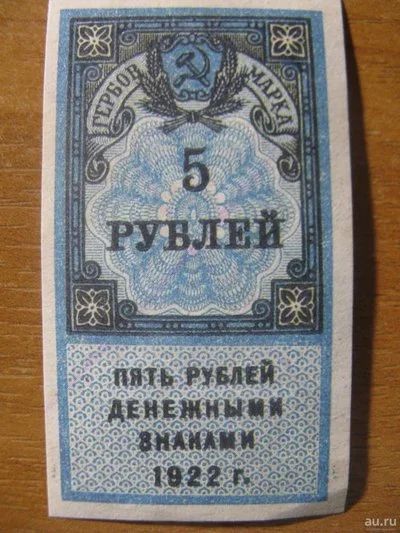 ГЕРБОВ МАРКА
5
РУБЛЕЙ
ПЯТЬ РУБЛЕЙ
ДЕНЕЖНЫМИ
ЗНАКАМИ
1922 г.
au.ru